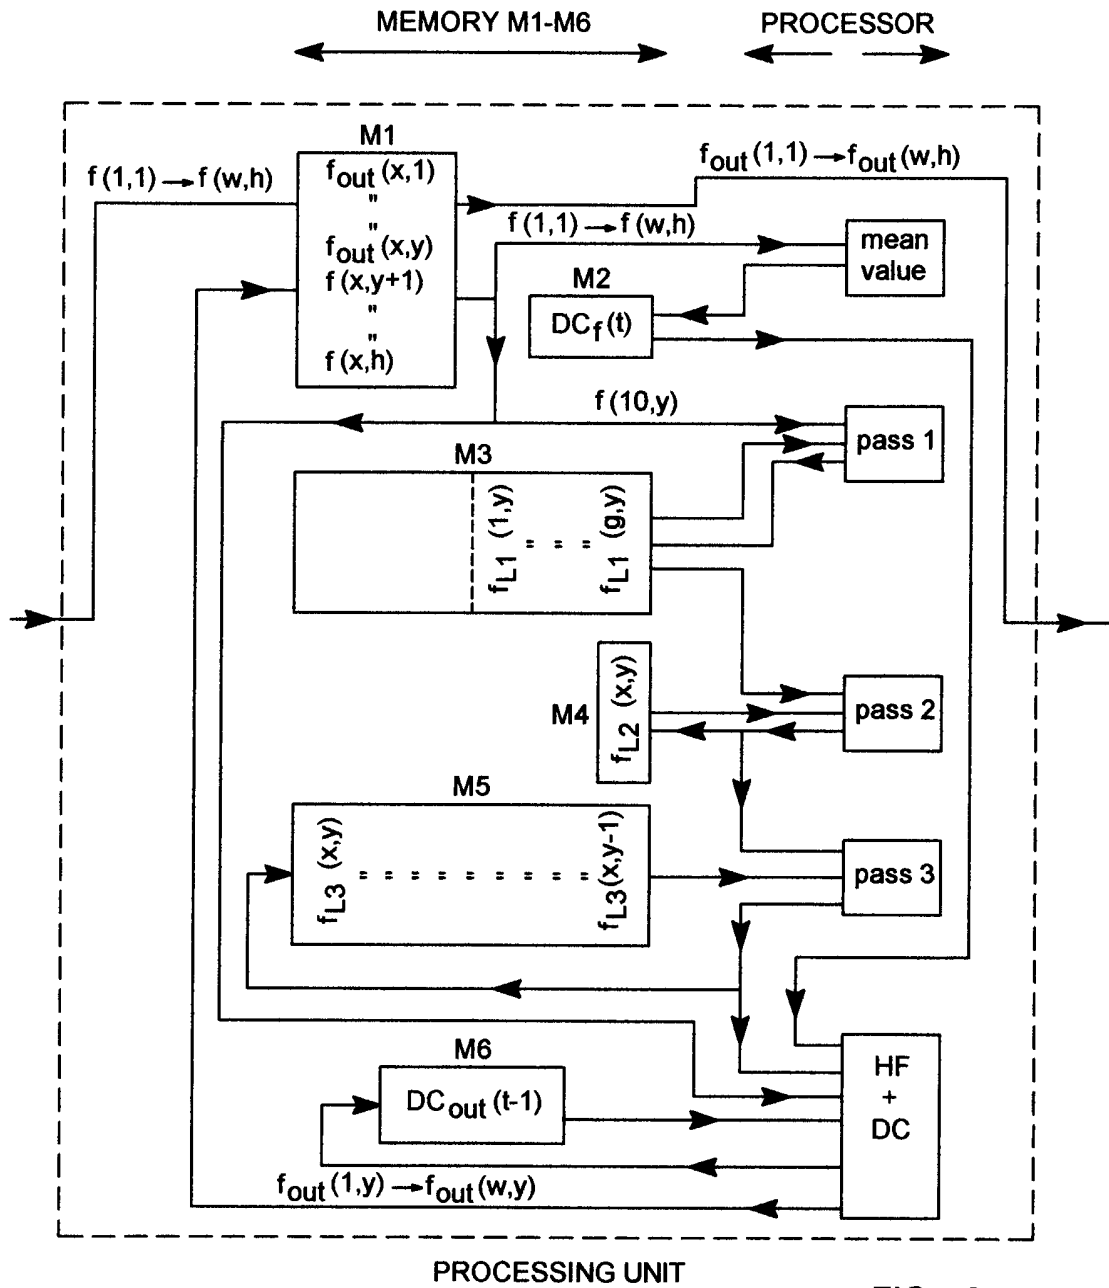 MEMORY M1-M6
PROCESSOR
M1
f(1,1)→f(w,h)
fout(x,1)
"
"
fout(x,y)
f(x,y+1)
"
"
f(x,h)
fout(1,1)→fout(w,h)
f(1,1)→f(w,h)
mean
value
M2
DCf(t)
f(10,y)
pass 1
M3
fL1(1,y) " " " fL1(g,y)
M4
fL2(x,y)
pass 2
M5
fL3(x,y) " " " " " " " " " fL3(x,y-1)
pass 3
M6
DCout(t-1)
HF
+
DC
fout(1,y)→fout(w,y)
PROCESSING UNIT